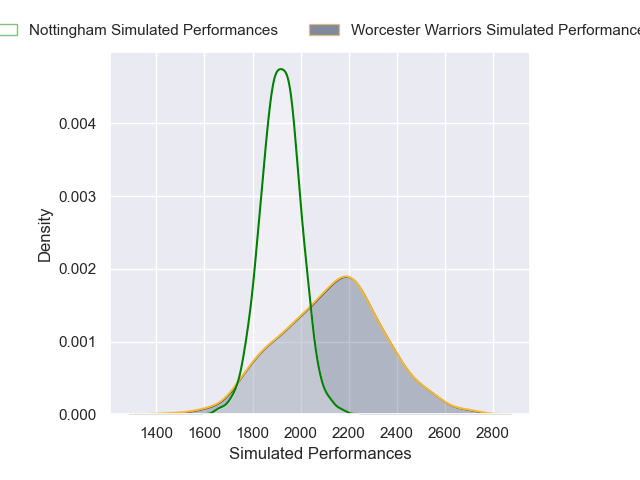 Nottingham Simulated Performances Worcester Warriors Simulated Performance
0.004
0.003
0.002
0.001
0.000
Density
1400 1600 1800 2000 2200 2400 2600 2800
Simulated Performances